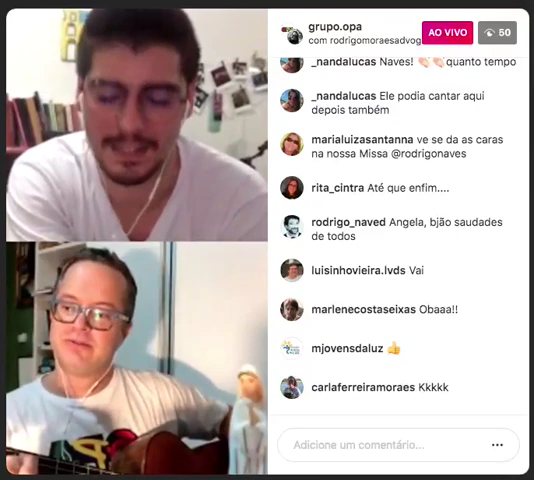 grupo.opa
com rodrigomoraesadvog
AO VIVO
50
_nandalucas Naves! 👏🏻👏🏻quanto tempo
_nandalucas Ele podia cantar aqui
depois também
marialuizasantanna ve se da as caras
na nossa Missa @rodrigonaves
rita_cintra Até que enfim....
rodrigo_naved Angela, bjão saudades
de todos
luisinhovieira.lvds Vai
marlenecostaseixas Obaaa!!
mjovensdaluz 👍
carlaferreiramoraes Kkkkk
Adicione um comentário...